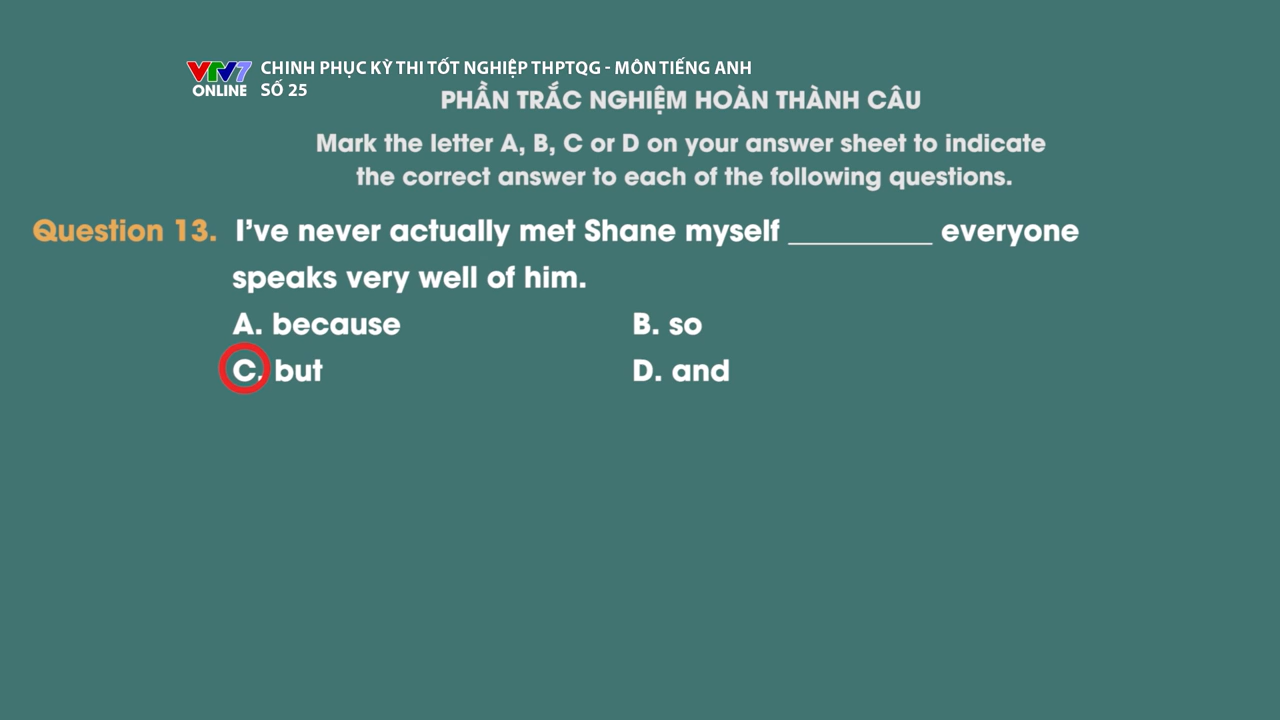 VTV7
ONLINE
CHINH PHỤC KỲ THI TỐT NGHIỆP THPTQG - MÔN TIẾNG ANH
SỐ 25
PHẦN TRẮC NGHIỆM HOÀN THÀNH CÂU
Mark the letter A, B, C or D on your answer sheet to indicate
the correct answer to each of the following questions.
Question 13. I’ve never actually met Shane myself __________ everyone
speaks very well of him.
A. because B. so
C. but D. and